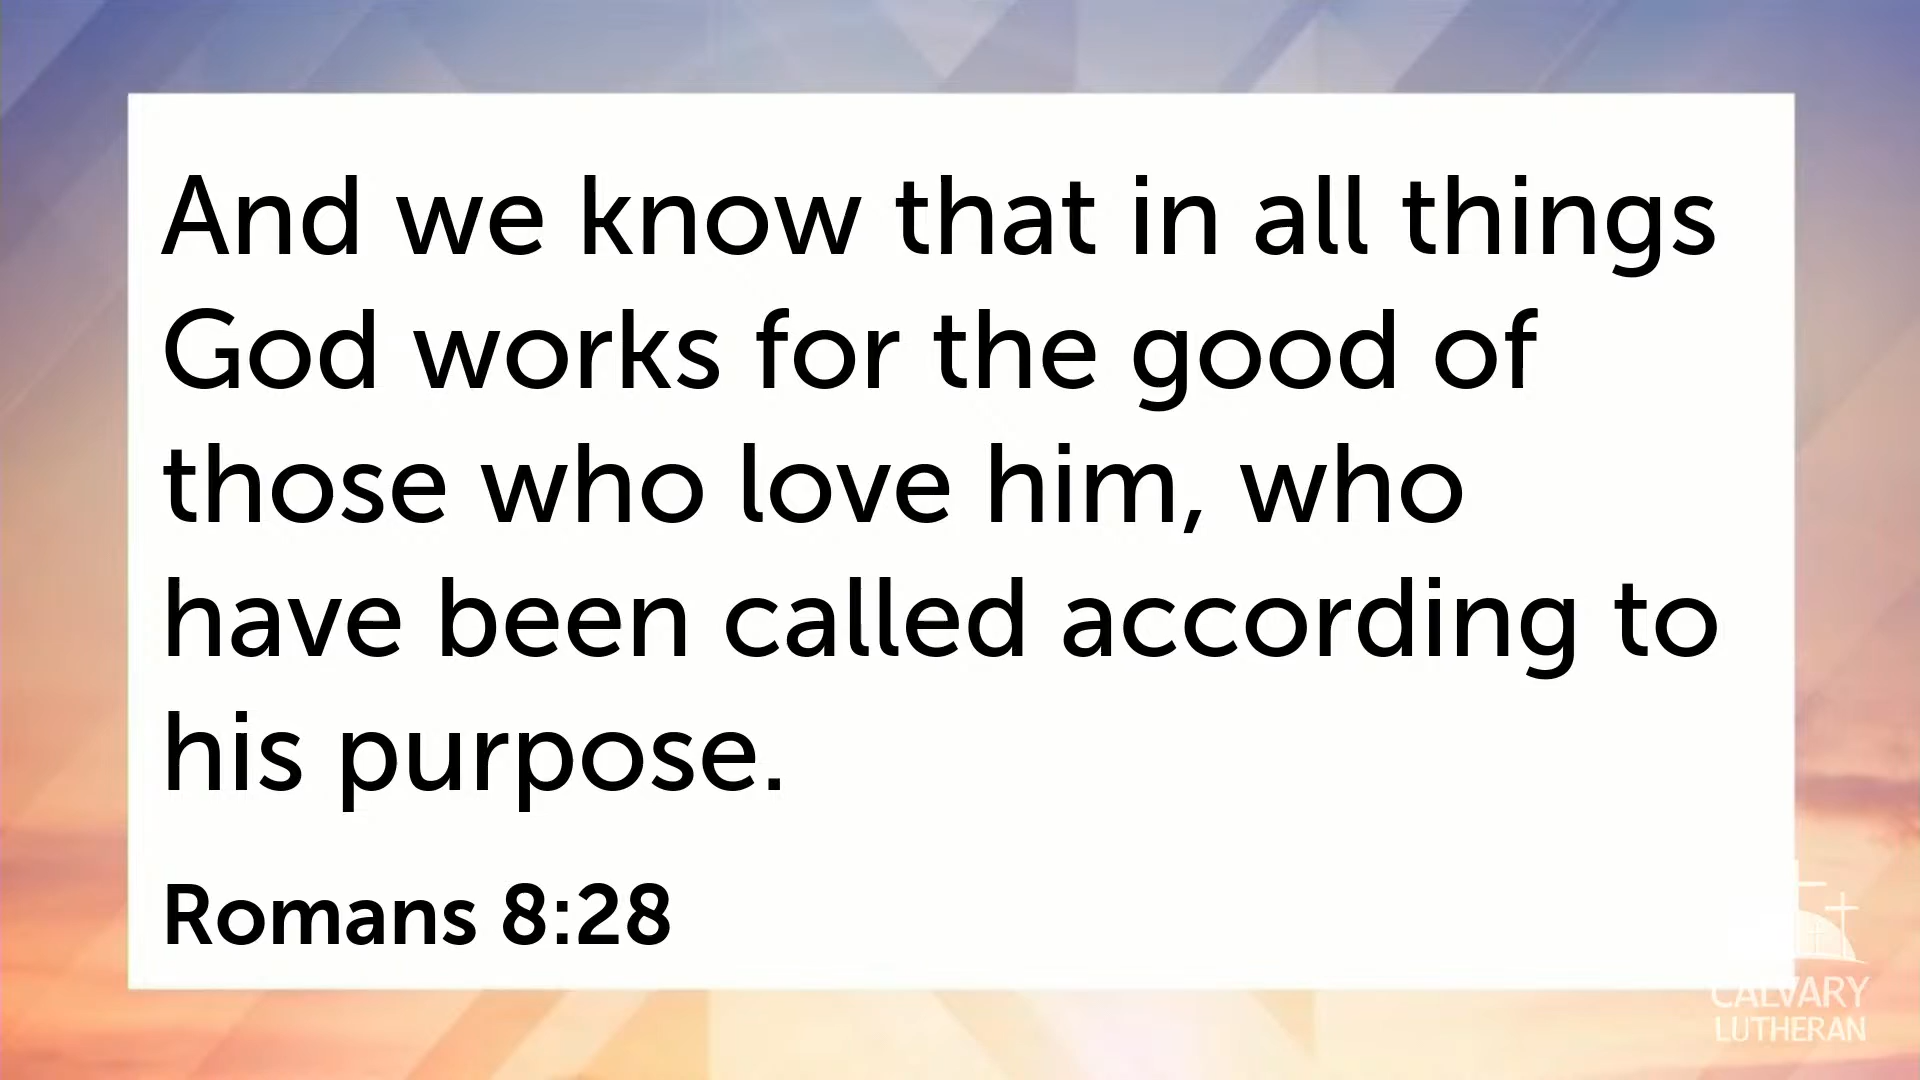 And we know that in all things
God works for the good of
those who love him, who
have been called according to
his purpose.
Romans 8:28
CALVARY
LUTHERAN